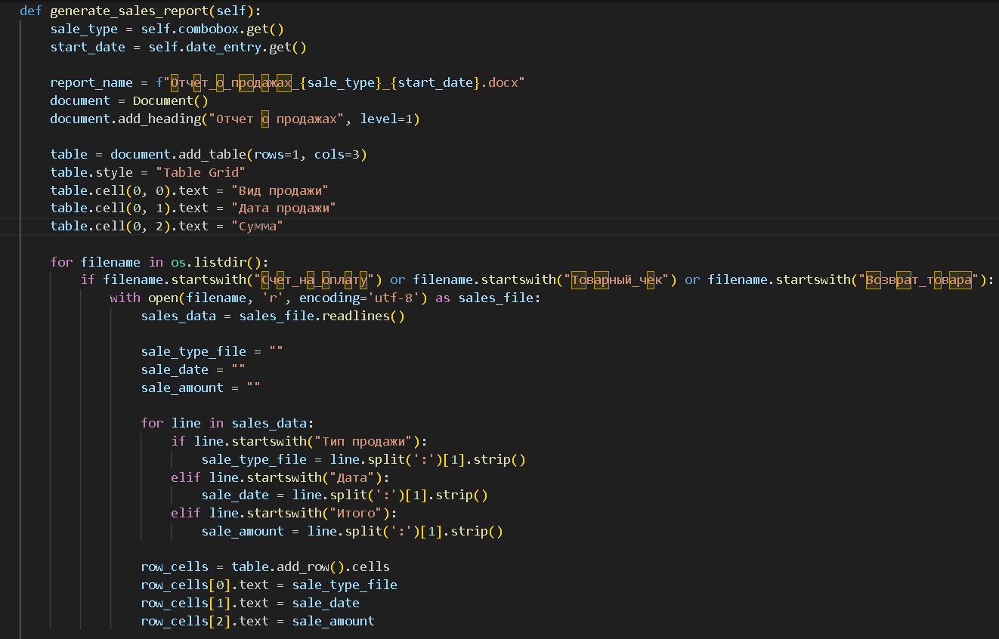 def generate_sales_report(self):
    sale_type = self.combobox.get()
    start_date = self.date_entry.get()

    report_name = f"Отчет_о_продажах_{sale_type}_{start_date}.docx"
    document = Document()
    document.add_heading("Отчет о продажах", level=1)

    table = document.add_table(rows=1, cols=3)
    table.style = "Table Grid"
    table.cell(0, 0).text = "Вид продажи"
    table.cell(0, 1).text = "Дата продажи"
    table.cell(0, 2).text = "Сумма"

    for filename in os.listdir():
        if filename.startswith("Счет_на_оплату") or filename.startswith("Товарный_чек") or filename.startswith("Возврат_товара"):
            with open(filename, 'r', encoding='utf-8') as sales_file:
                sales_data = sales_file.readlines()

                sale_type_file = ""
                sale_date = ""
                sale_amount = ""

                for line in sales_data:
                    if line.startswith("Тип продажи"):
                        sale_type_file = line.split(':')[1].strip()
                    elif line.startswith("Дата"):
                        sale_date = line.split(':')[1].strip()
                    elif line.startswith("Итого"):
                        sale_amount = line.split(':')[1].strip()

                row_cells = table.add_row().cells
                row_cells[0].text = sale_type_file
                row_cells[1].text = sale_date
                row_cells[2].text = sale_amount